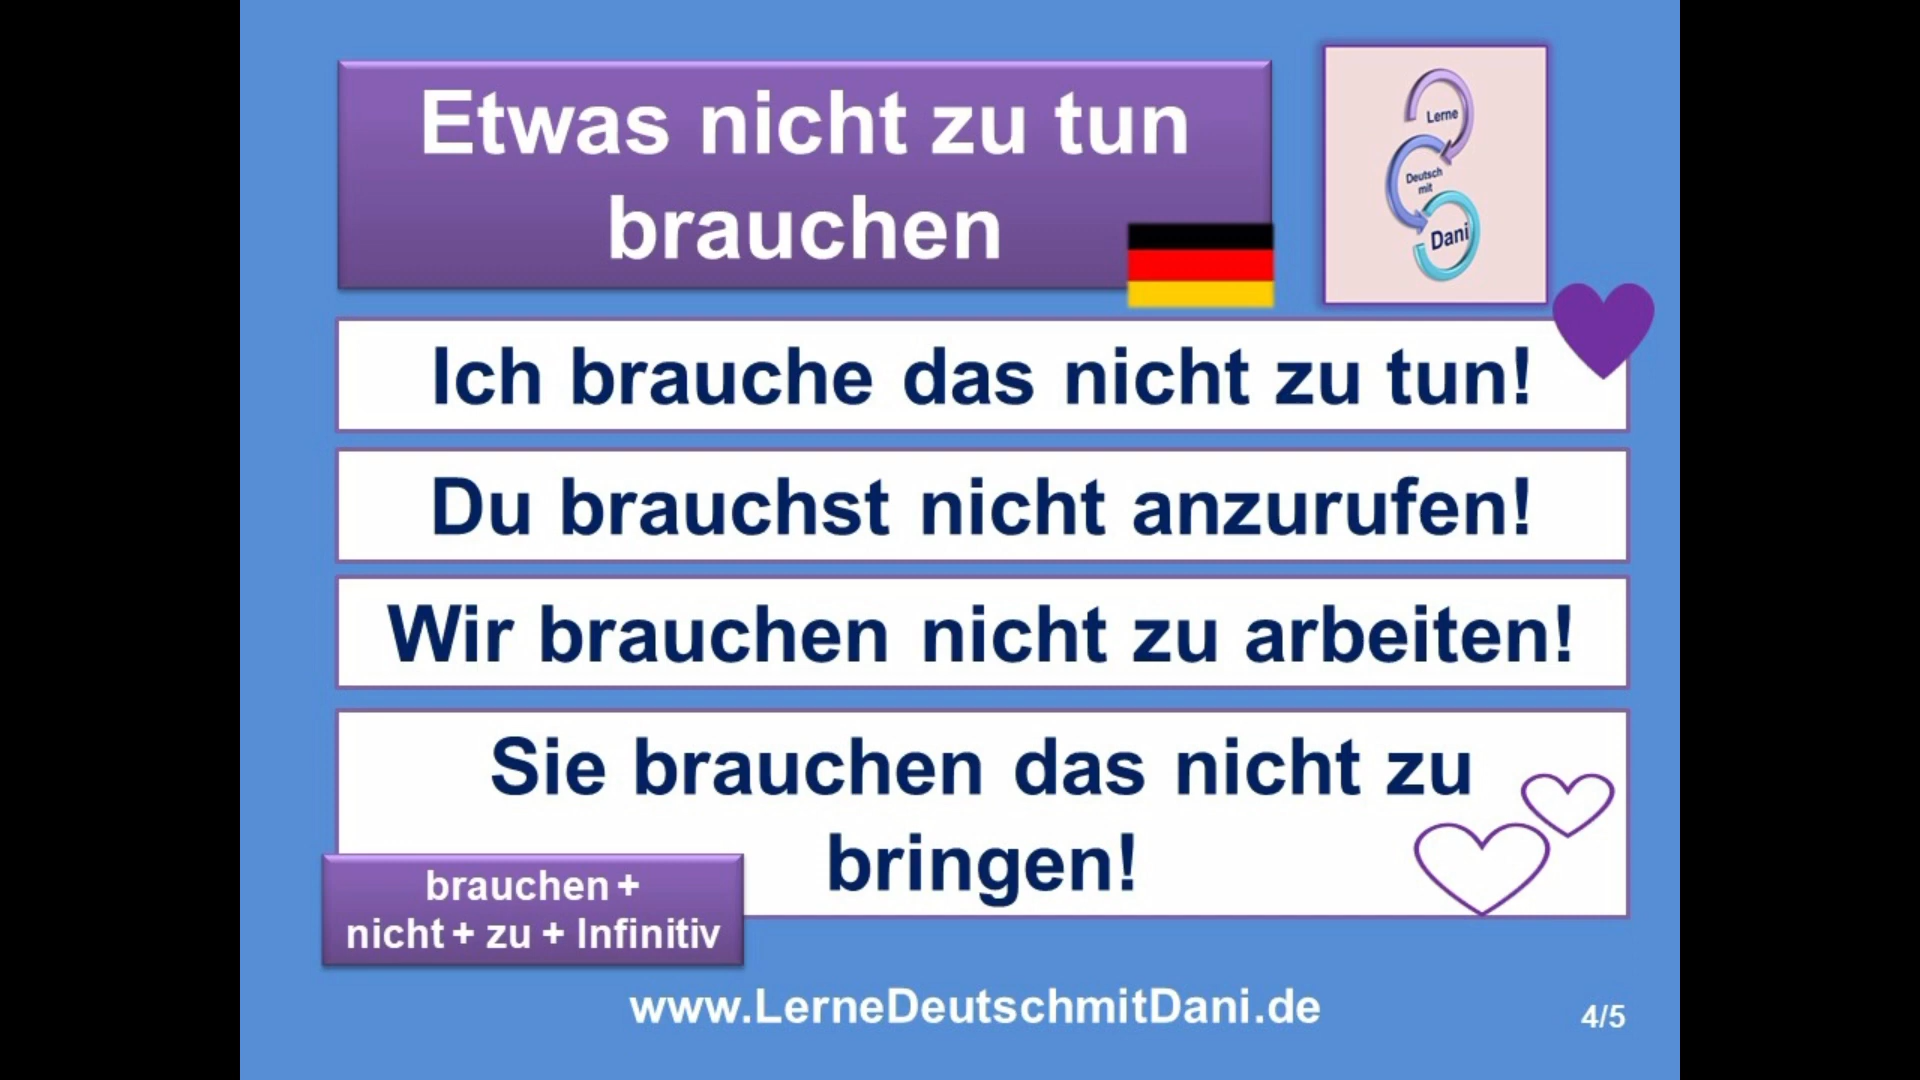 Etwas nicht zu tun
brauchen
Lerne
Deutsch
mit
Dani
Ich brauche das nicht zu tun!
Du brauchst nicht anzurufen!
Wir brauchen nicht zu arbeiten!
Sie brauchen das nicht zu
bringen!
brauchen +
nicht + zu + Infinitiv
www.LerneDeutschmitDani.de
4/5